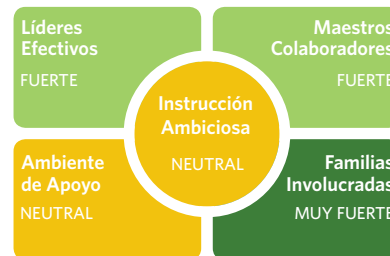 Líderes
Efectivos
FUERTE
Maestros
Colaboradores
FUERTE
Instrucción
Ambiciosa
NEUTRAL
Ambiente
de Apoyo
NEUTRAL
Familias
Involucradas
MUY FUERTE